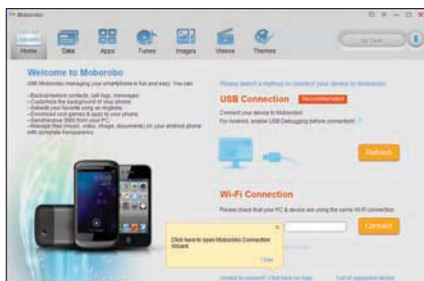 Moborobo
Home Data Apps Tunes Images Videos Themes
Welcome to Moborobo
With Moborobo managing your smartphone is fun and easy. You can:
-Backup/restore contacts, call logs, messages
-Customize the background of your phone
-Set/edit your favorite song as ringtone
-Download cool games & apps to your phone
-Send/receive SMS from your PC
-Manage files (music, video, image, documents) on your android phone
with complete transparency
Please select a method to connect your device to Moborobo
USB Connection Recommended
Connect your device to Moborobo!
For Android, enable USB Debugging before connection!
Refresh
Wi-Fi Connection
Please check that your PC & device are using the same Wi-Fi connection
Connect
Click here to open Moborobo Connection
Wizard
Close
Unable to connect? Click here for help List of supported device